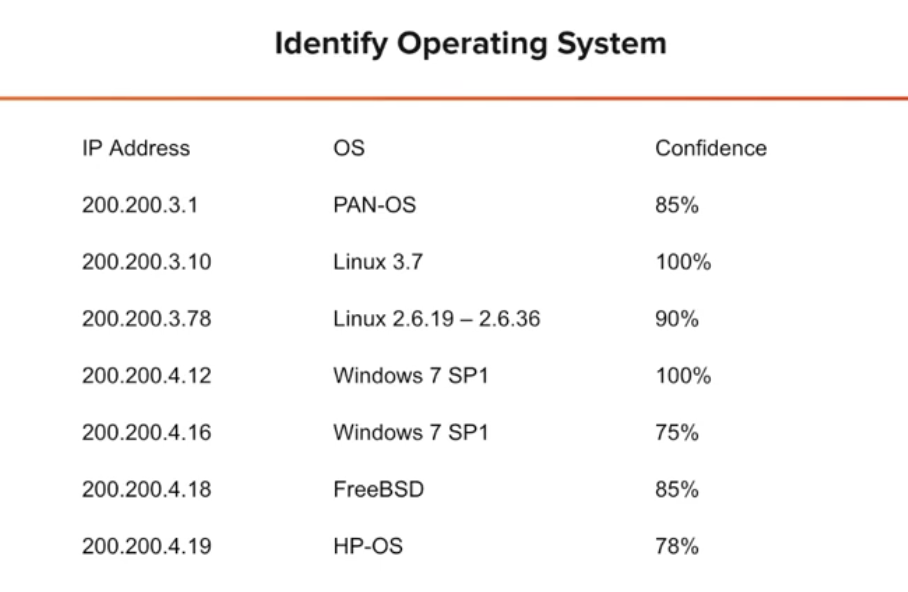 Identify Operating System
IP Address OS Confidence
200.200.3.1 PAN-OS 85%
200.200.3.10 Linux 3.7 100%
200.200.3.78 Linux 2.6.19 – 2.6.36 90%
200.200.4.12 Windows 7 SP1 100%
200.200.4.16 Windows 7 SP1 75%
200.200.4.18 FreeBSD 85%
200.200.4.19 HP-OS 78%